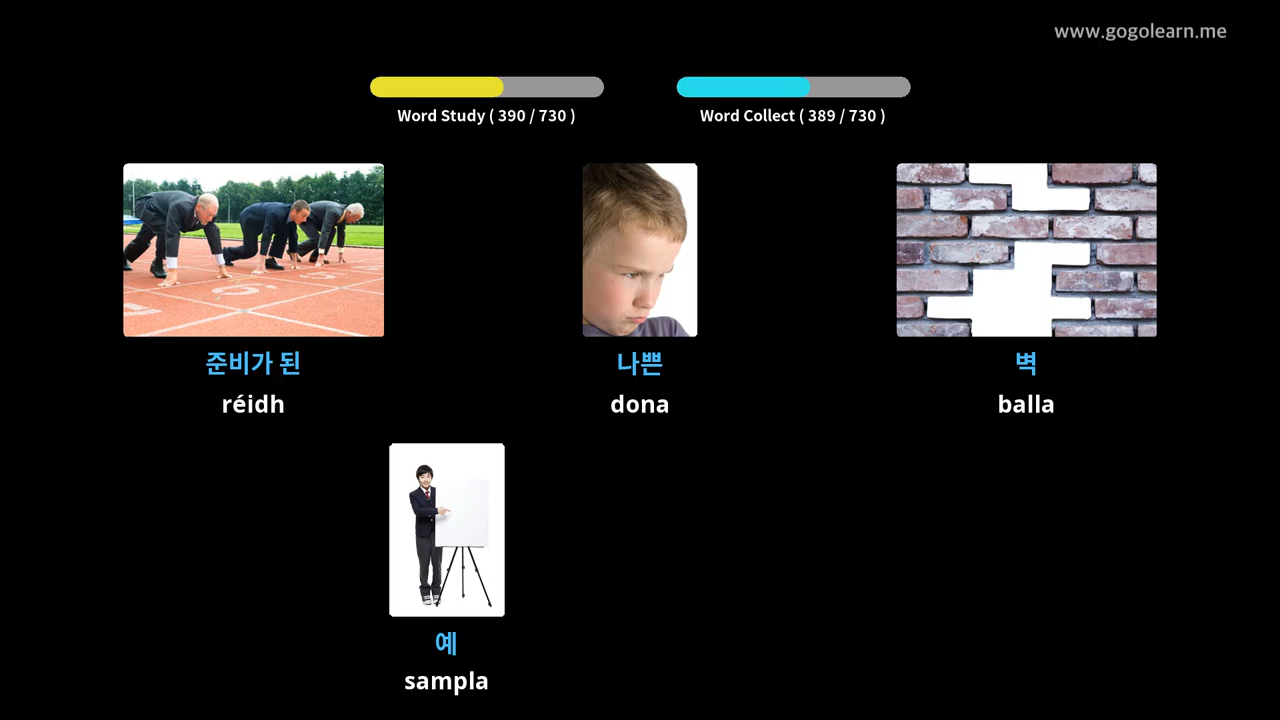 www.gogolearn.me
Word Study ( 390 / 730 )
Word Collect ( 389 / 730 )
준비가 된
réidh
나쁜
dona
벽
balla
예
sampla